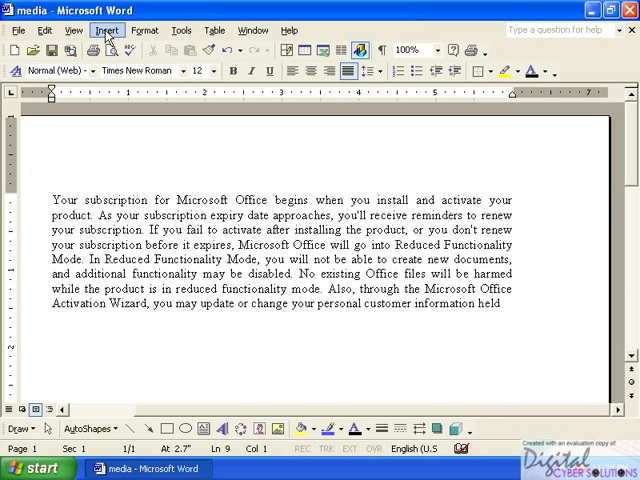 media - Microsoft Word
File Edit View Insert Format Tools Table Window Help
Type a question for help
100%
Normal (Web) Times New Roman 12 B I U
1 2 3 4 5 6 7
Your subscription for Microsoft Office begins when you install and activate your
product. As your subscription expiry date approaches, you'll receive reminders to renew
your subscription. If you fail to activate after installing the product, or you don't renew
your subscription before it expires, Microsoft Office will go into Reduced Functionality
Mode. In Reduced Functionality Mode, you will not be able to create new documents,
and additional functionality may be disabled. No existing Office files will be harmed
while the product is in reduced functionality mode. Also, through the Microsoft Office
Activation Wizard, you may update or change your personal customer information held
Draw AutoShapes
Page 1 Sec 1 1/1 At 2.7" Ln 9 Col 1 REC TRK EXT OVR English (U.S
start media - Microsoft Word
Created with an evaluation copy of
Digital
CYBER SOLUTIONS